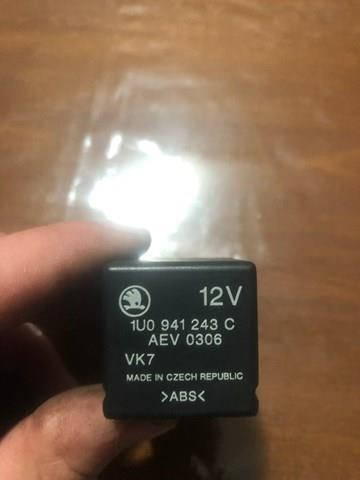 12V
1U0 941 243 C
AEV 0306
VK7
MADE IN CZECH REPUBLIC
>ABS<